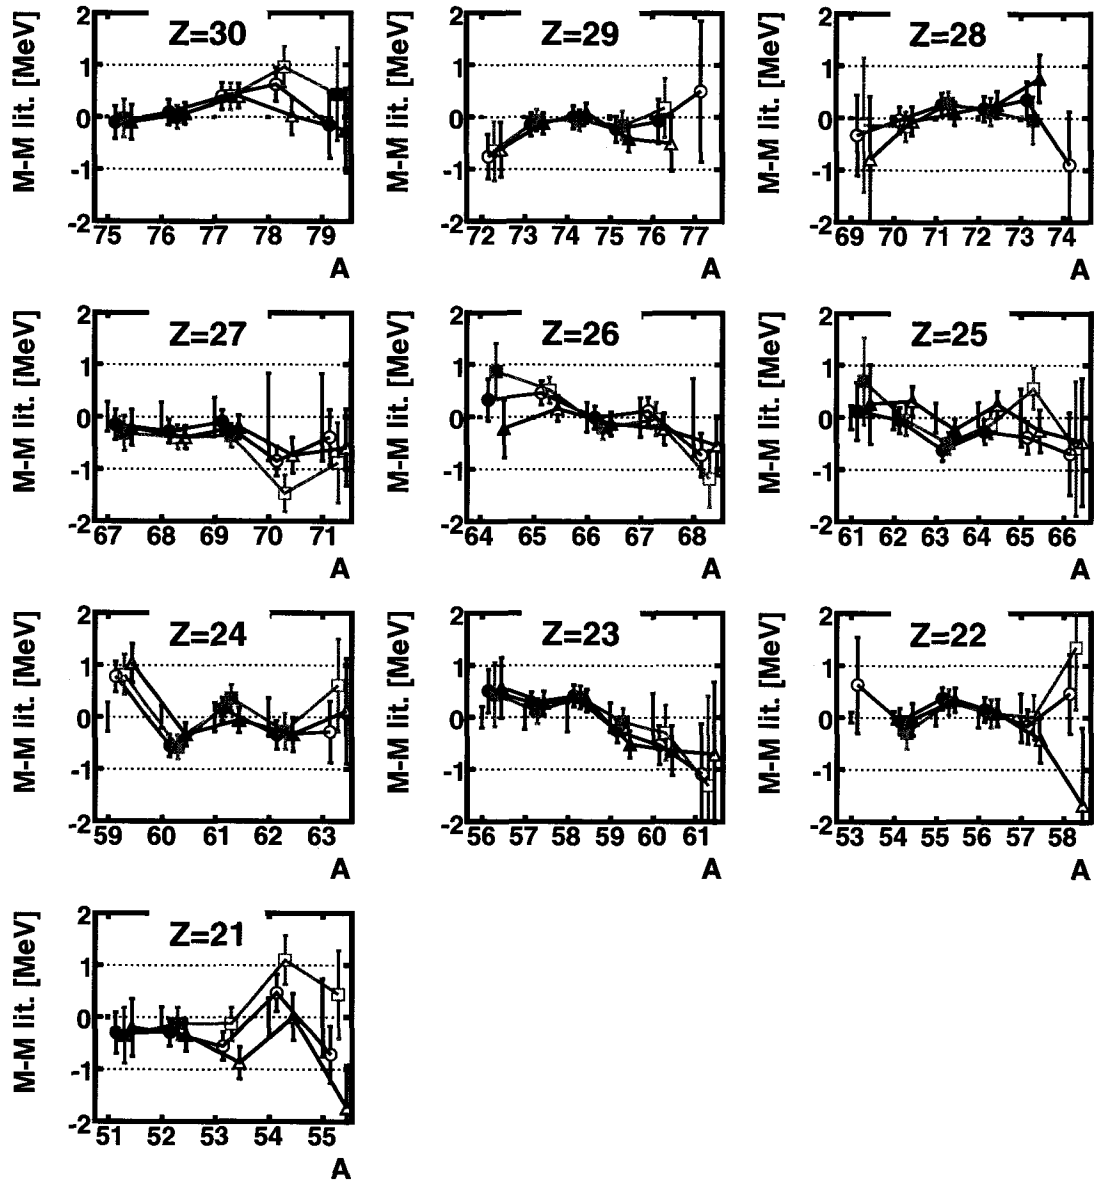 Z=30
M-M lit. [MeV]
2
1
0
-1
-2
75 76 77 78 79
A
Z=29
M-M lit. [MeV]
2
1
0
-1
-2
72 73 74 75 76 77
A
Z=28
M-M lit. [MeV]
2
1
0
-1
-2
69 70 71 72 73 74
A
Z=27
M-M lit. [MeV]
2
1
0
-1
-2
67 68 69 70 71
A
Z=26
M-M lit. [MeV]
2
1
0
-1
-2
64 65 66 67 68
A
Z=25
M-M lit. [MeV]
2
1
0
-1
-2
61 62 63 64 65 66
A
Z=24
M-M lit. [MeV]
2
1
0
-1
-2
59 60 61 62 63
A
Z=23
M-M lit. [MeV]
2
1
0
-1
-2
56 57 58 59 60 61
A
Z=22
M-M lit. [MeV]
2
1
0
-1
-2
53 54 55 56 57 58
A
Z=21
M-M lit. [MeV]
2
1
0
-1
-2
51 52 53 54 55
A